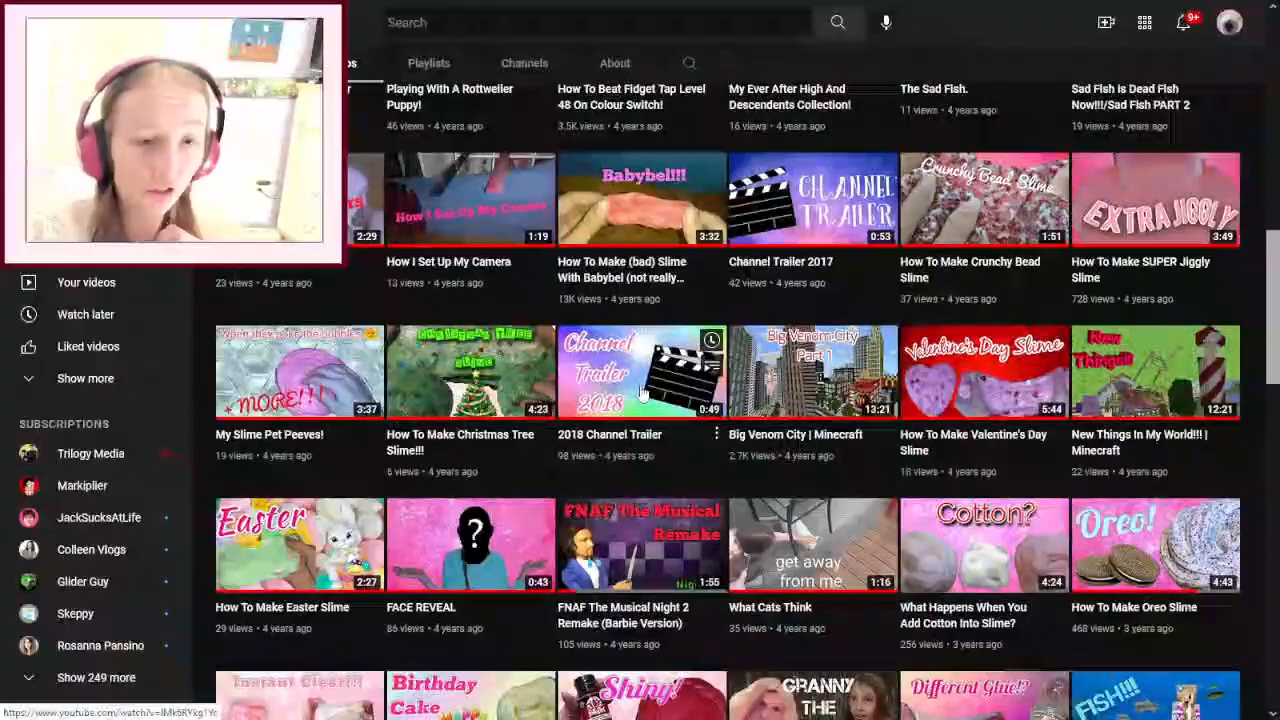 Search
9+
os
Playlists
Channels
About
Playing With A Rottweiler
Puppy!
46 views • 4 years ago
How To Beat Fidget Tap Level
48 On Colour Switch!
3.5K views • 4 years ago
My Ever After High And
Descendents Collection!
16 views • 4 years ago
The Sad Fish.
11 views • 4 years ago
Sad Fish Is Dead Fish
Now!!!/Sad Fish PART 2
19 views • 4 years ago
2:29
23 views • 4 years ago
How I Set Up My Camera
1:19
How I Set Up My Camera
13 views • 4 years ago
Babybel!!!
3:32
How To Make (bad) Slime
With Babybel (not really...
13K views • 4 years ago
CHANNEL
TRAILER
0:53
Channel Trailer 2017
42 views • 4 years ago
Crunchy Bead Slime
1:51
How To Make Crunchy Bead
Slime
37 views • 4 years ago
EXTRA JIGGLY
3:49
How To Make SUPER Jiggly
Slime
728 views • 4 years ago
Your videos
Watch later
Liked videos
Show more
SUBSCRIPTIONS
Trilogy Media
Markiplier
JackSucksAtLife
Colleen Vlogs
Glider Guy
Skeppy
Rosanna Pansino
Show 249 more
When they poke the bubbles
+ MORE!!!
3:37
My Slime Pet Peeves!
19 views • 4 years ago
Christmas Tree
Slime
4:23
How To Make Christmas Tree
Slime!!!
6 views • 4 years ago
Channel
Trailer
2018
0:49
2018 Channel Trailer
98 views • 4 years ago
Big Venom City
Part 1
13:21
Big Venom City | Minecraft
2.7K views • 4 years ago
Valentine's Day Slime
5:44
How To Make Valentine's Day
Slime
18 views • 4 years ago
New
Things!!!
12:21
New Things In My World!!! |
Minecraft
22 views • 4 years ago
Easter
2:27
How To Make Easter Slime
29 views • 4 years ago
?
0:43
FACE REVEAL
86 views • 4 years ago
FNAF The Musical
Remake
Nig
1:55
FNAF The Musical Night 2
Remake (Barbie Version)
105 views • 4 years ago
get away
from me
1:16
What Cats Think
35 views • 4 years ago
Cotton?
4:24
What Happens When You
Add Cotton Into Slime?
256 views • 3 years ago
Oreo!
4:43
How To Make Oreo Slime
468 views • 3 years ago
Instant Clear!!!
Birthday
Cake
Shiny!
GRANNY
THE
Different Glue!?
FISH!!!